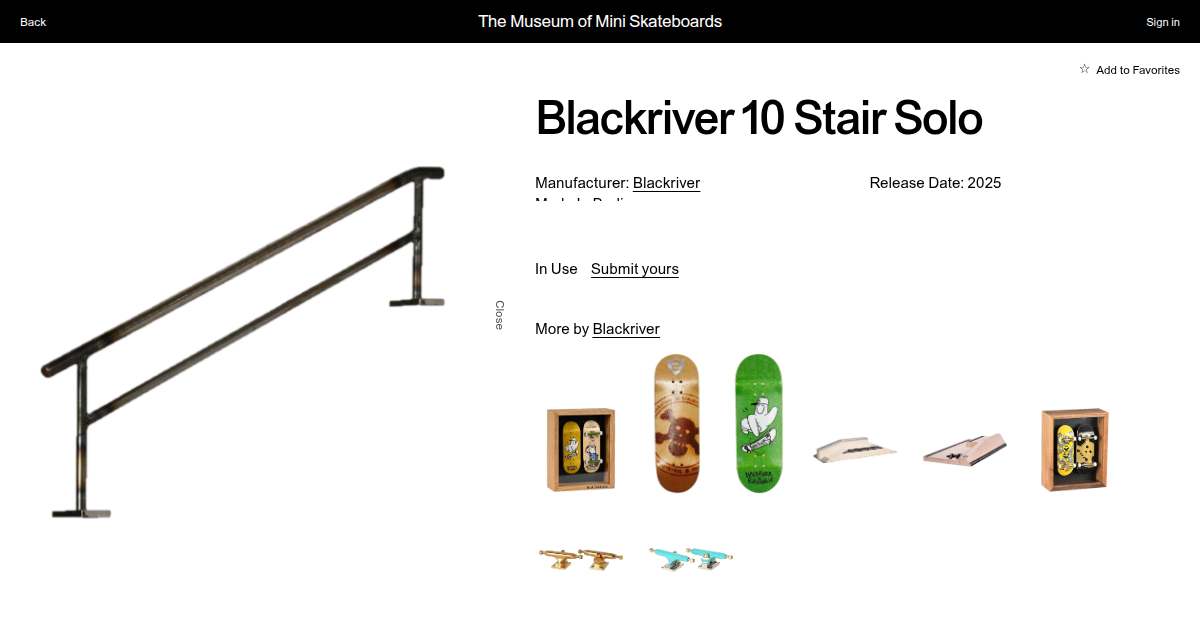 Back
The Museum of Mini Skateboards
Sign in
☆ Add to Favorites
Blackriver 10 Stair Solo
Manufacturer: Blackriver
Release Date: 2025
In Use Submit yours
Close
More by Blackriver